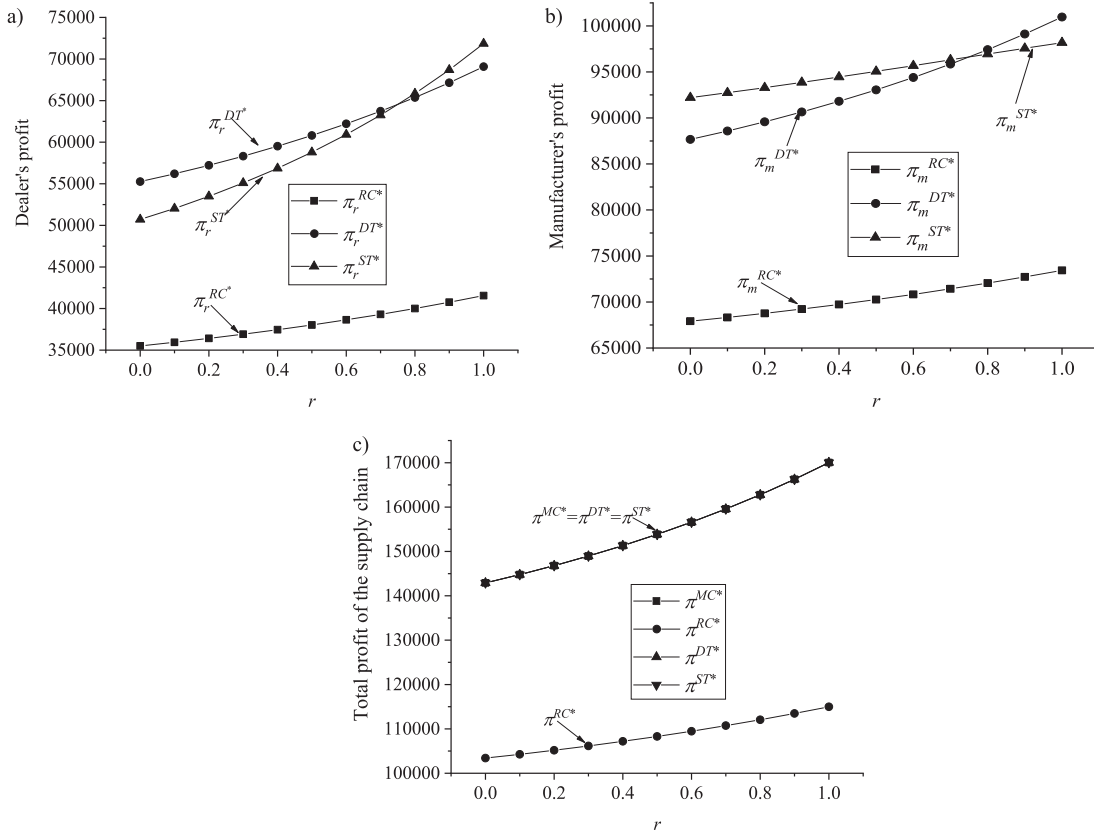 a)
75000
70000
65000
60000
55000
50000
45000
40000
35000
Dealer's profit
π_r^{DT*}
π_r^{ST}
π_r^{RC*}
π_r^{RC*}
π_r^{DT*}
π_r^{ST*}
0.0 0.2 0.4 0.6 0.8 1.0
r
b)
100000
95000
90000
85000
80000
75000
70000
65000
Manufacturer's profit
π_m^{ST*}
π_m^{DT*}
π_m^{RC*}
π_m^{RC*}
π_m^{DT*}
π_m^{ST*}
0.0 0.2 0.4 0.6 0.8 1.0
r
c)
170000
160000
150000
140000
130000
120000
110000
100000
Total profit of the supply chain
π^{MC*}=π^{DT*}=π^{ST*}
π^{MC*}
π^{RC*}
π^{DT*}
π^{ST*}
π^{RC*}
0.0 0.2 0.4 0.6 0.8 1.0
r